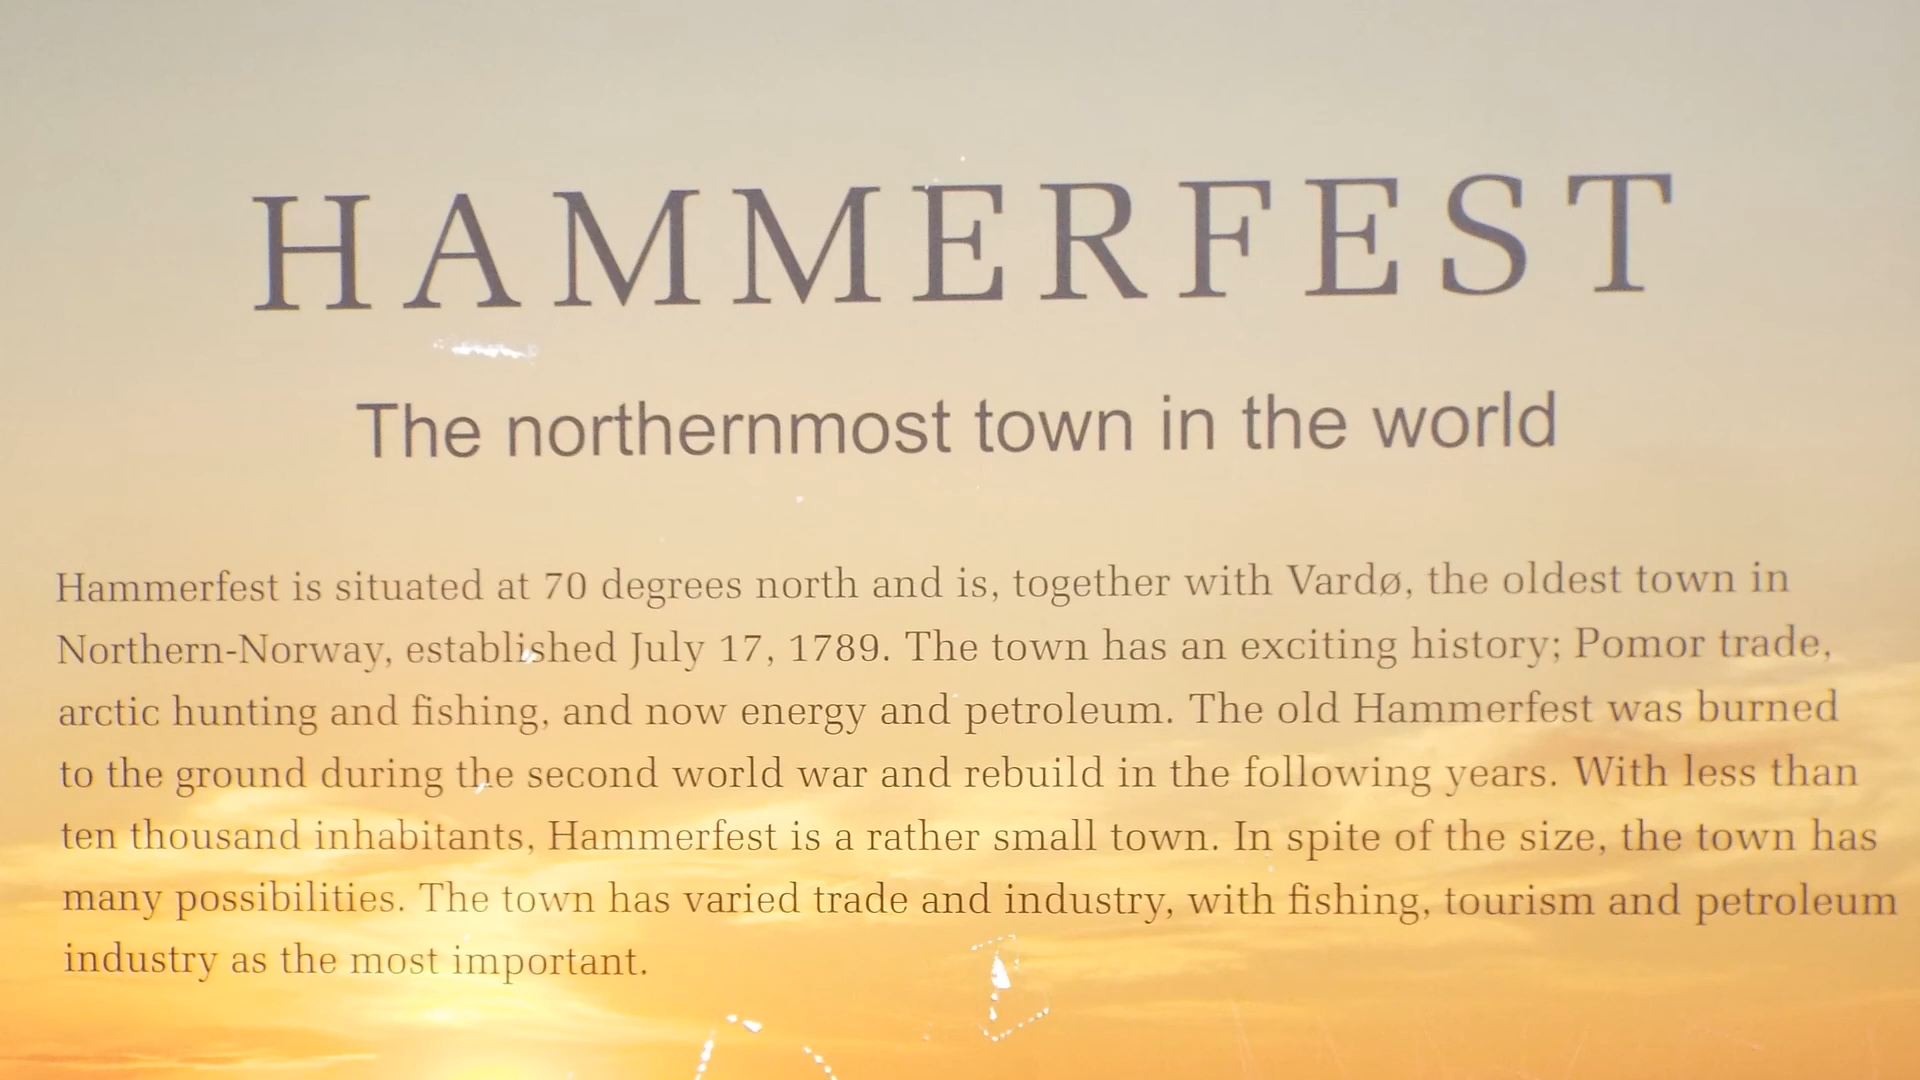 HAMMERFEST
The northernmost town in the world
Hammerfest is situated at 70 degrees north and is, together with Vardø, the oldest town in
Northern-Norway, established July 17, 1789. The town has an exciting history; Pomor trade,
arctic hunting and fishing, and now energy and petroleum. The old Hammerfest was burned
to the ground during the second world war and rebuild in the following years. With less than
ten thousand inhabitants, Hammerfest is a rather small town. In spite of the size, the town has
many possibilities. The town has varied trade and industry, with fishing, tourism and petroleum
industry as the most important.